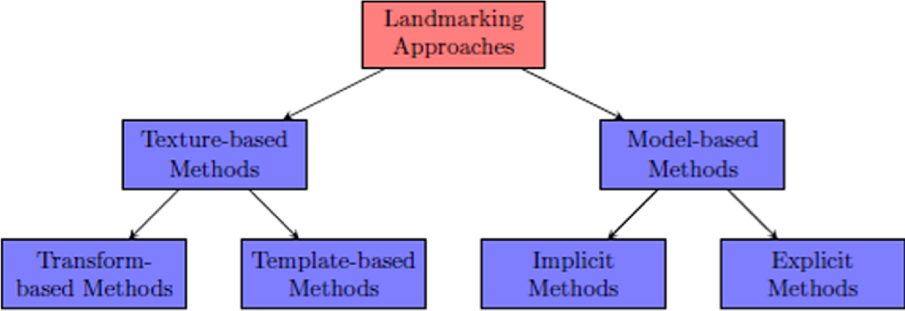 Landmarking
Approaches
Texture-based
Methods
Model-based
Methods
Transform-
based Methods
Template-based
Methods
Implicit
Methods
Explicit
Methods